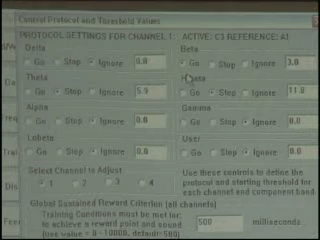 Control Protocol and Threshold Values
PROTOCOL SETTINGS FOR CHANNEL 1: ACTIVE: C3 REFERENCE: A1
Delta Beta
Go Stop Ignore 0.0 Go Stop Ignore 3.0
Theta
Go Stop Ignore 5.5 Go Stop Ignore 11.0
Alpha Gamma
Go Stop Ignore 0.0 Go Stop Ignore 0.0
Lobeta User
Go Stop Ignore 0.0 Go Stop Ignore 0.0
Select Channel to Adjust
1 2 3 4
Use these controls to define the
protocol and starting threshold
for each channel and component band.
Global Sustained Reward Criterion (all channels)
Training Conditions must be met for:
to achieve a reward point and sound
(use value = 0 - 10000, default=500)
500 milliseconds